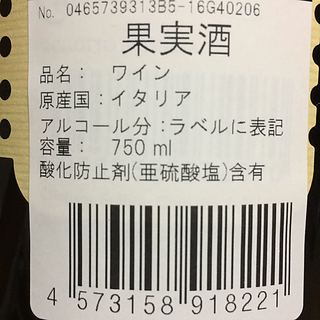 No. 0465739313B5-16G40206
果実酒
品名： ワイン
原産国：イタリア
アルコール分：ラベルに表記
容量： 750 ml
酸化防止剤(亜硫酸塩)含有
4 573158 918221